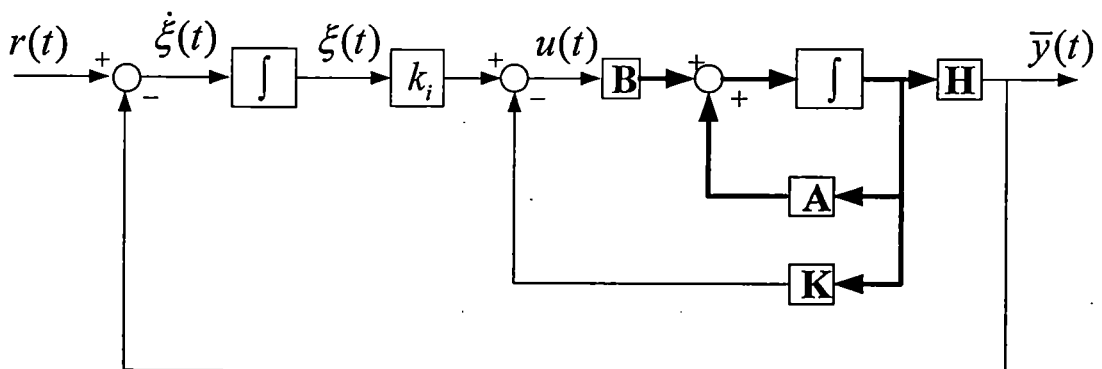 r(t)
+
−
ξ̇(t)
∫
ξ(t)
k_i
+
−
u(t)
B
+
+
∫
H
ȳ(t)
A
K